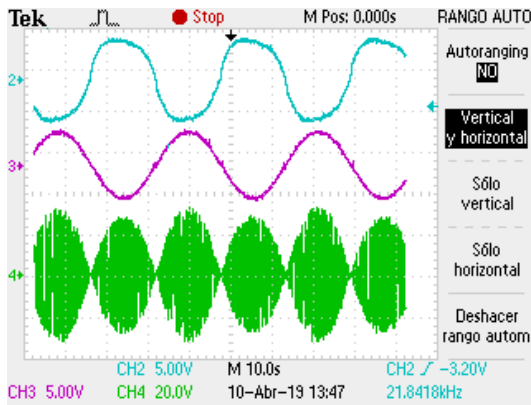 Tek Stop M Pos: 0.000s RANGO AUTO
Autoranging
NO
Vertical
y horizontal
Sólo
vertical
Sólo
horizontal
Deshacer
rango autom
2
3
4
CH2 5.00V M 10.0s CH2 -3.20V
CH3 5.00V CH4 20.0V 10-Abr-19 13:47 21.8418kHz